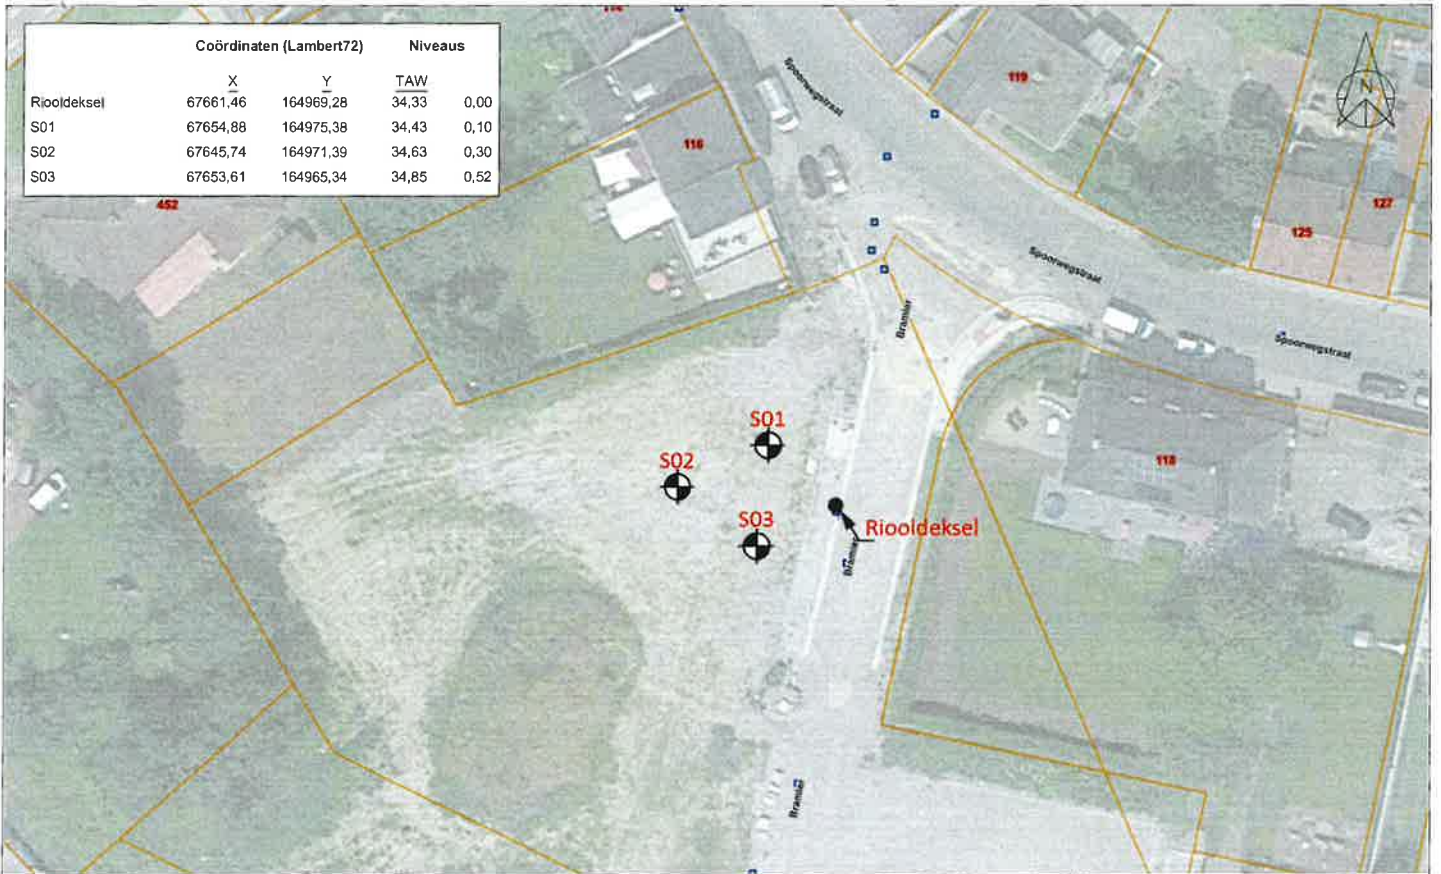 Coördinaten (Lambert72) Niveaus
X Y TAW
Riooldeksel 67661,46 164969,28 34,33 0,00
S01 67654,88 164975,38 34,43 0,10
S02 67645,74 164971,39 34,63 0,30
S03 67653,61 164965,34 34,85 0,52
N
Spoorwegstraat
119
116
452
127
125
Spoorwegstraat
Bramier
Spoorwegstraat
S01
S02
118
S03
Riooldeksel
Bramier
Bramier